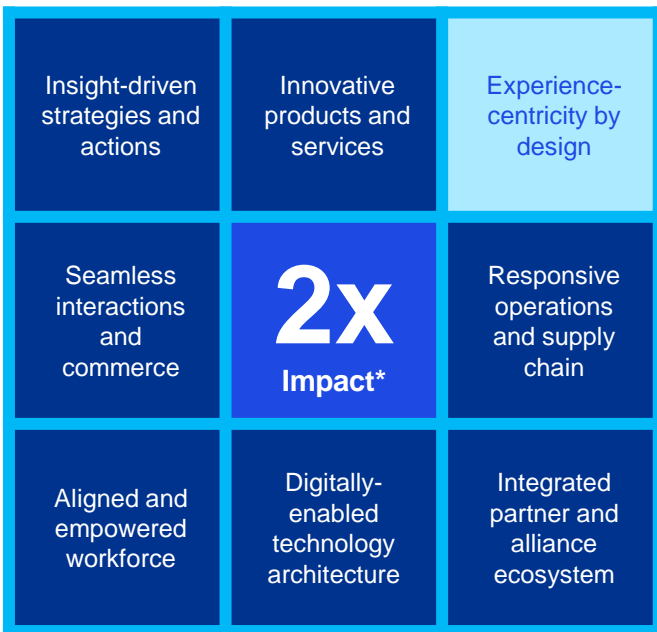 Insight-driven
strategies and
actions
Innovative
products and
services
Experience-
centricity by
design
Seamless
interactions
and
commerce
2x
Impact*
Responsive
operations
and supply
chain
Aligned and
empowered
workforce
Digitally-
enabled
technology
architecture
Integrated
partner and
alliance
ecosystem